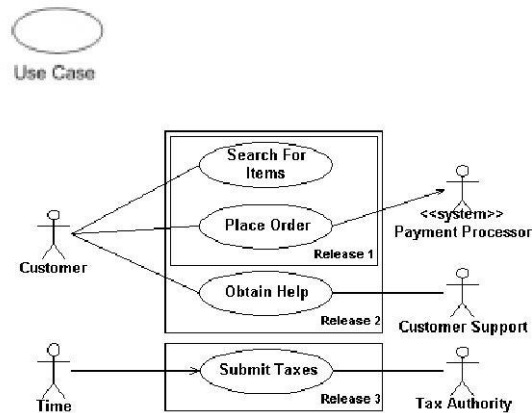 Use Case
Search For
Items
Place Order
Release 1
<<system>>
Payment Processor
Customer
Obtain Help
Release 2
Customer Support
Time
Submit Taxes
Release 3
Tax Authority